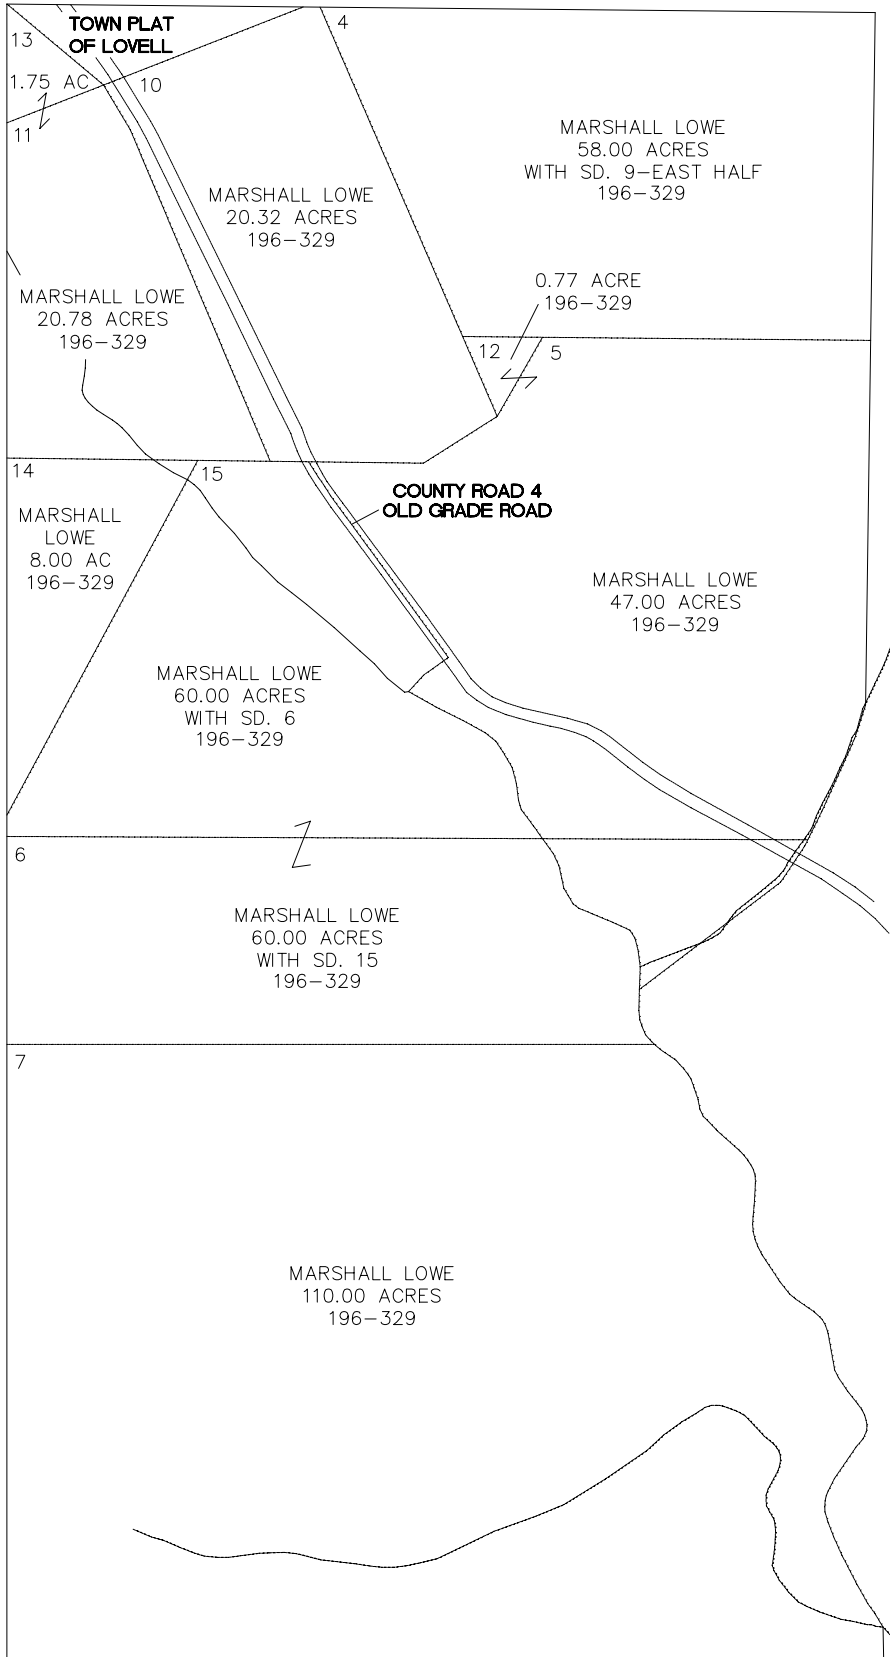 13
TOWN PLAT
OF LOVELL
4
1.75 AC
10
11
MARSHALL LOWE
58.00 ACRES
WITH SD. 9-EAST HALF
196-329
MARSHALL LOWE
20.32 ACRES
196-329
0.77 ACRE
196-329
MARSHALL LOWE
20.78 ACRES
196-329
12
5
14
15
COUNTY ROAD 4
OLD GRADE ROAD
MARSHALL
LOWE
8.00 AC
196-329
MARSHALL LOWE
47.00 ACRES
196-329
MARSHALL LOWE
60.00 ACRES
WITH SD. 6
196-329
6
MARSHALL LOWE
60.00 ACRES
WITH SD. 15
196-329
7
MARSHALL LOWE
110.00 ACRES
196-329